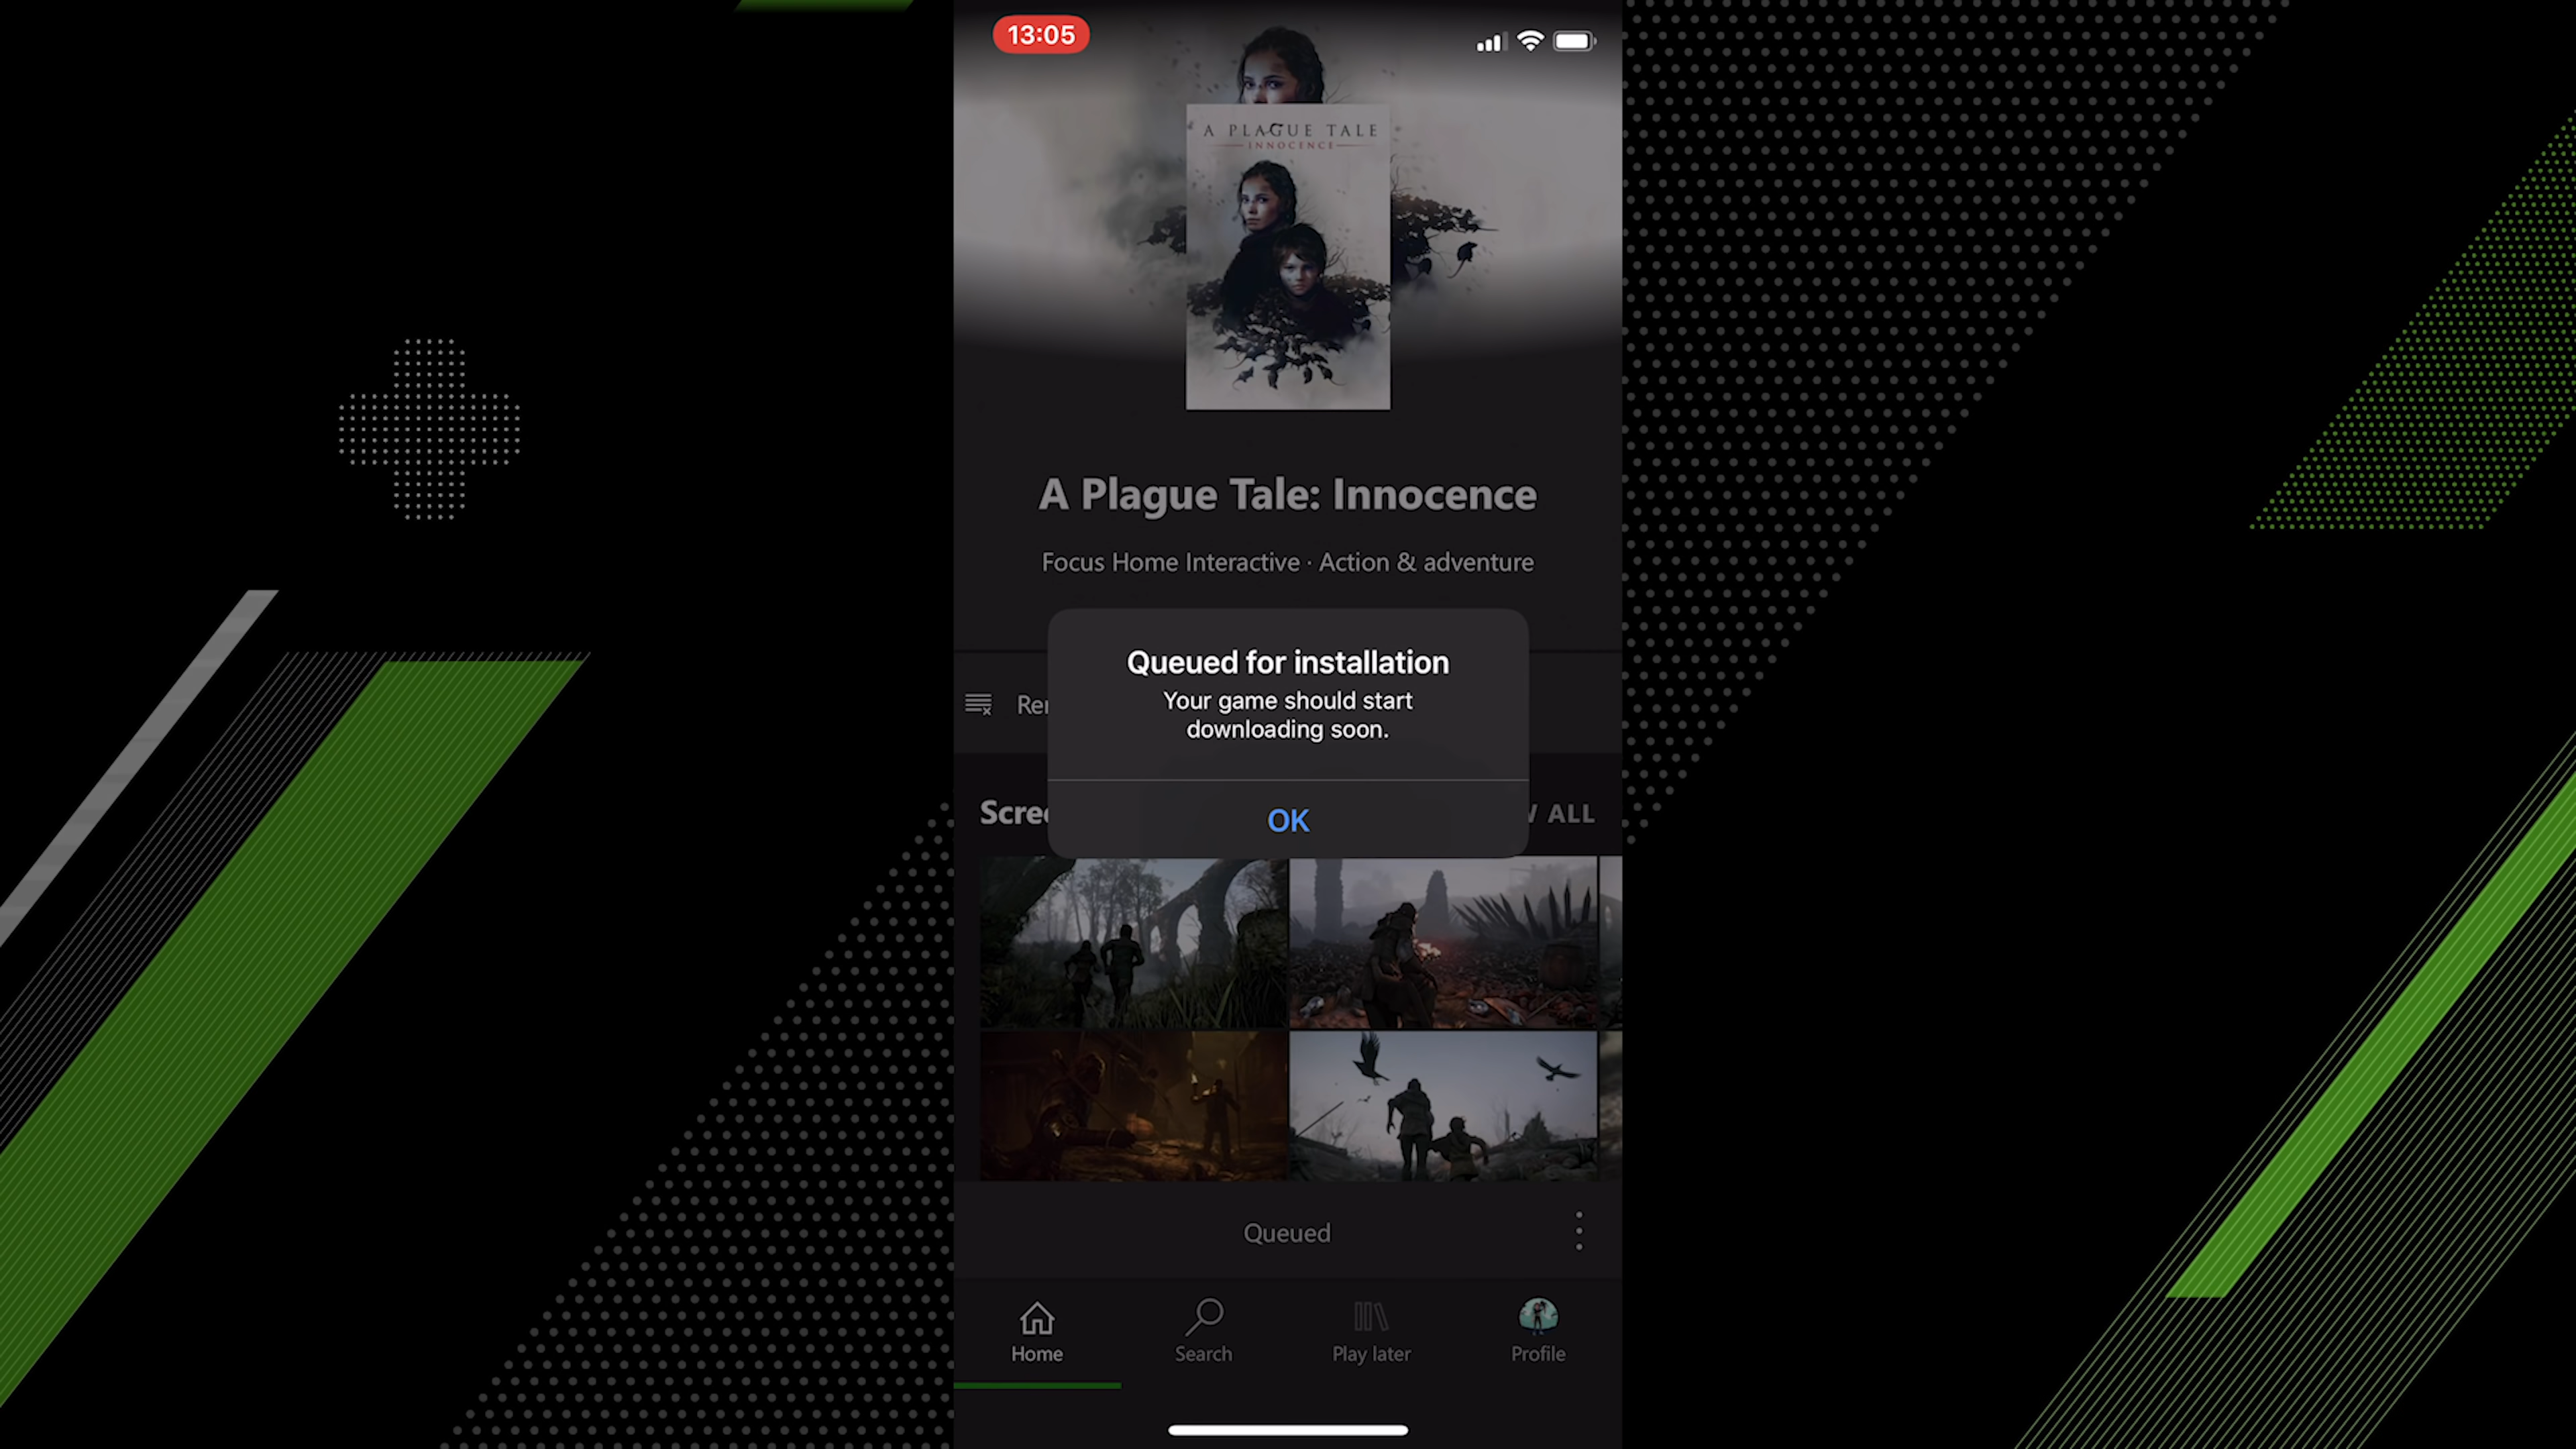 13:05
A PLAGUE TALE
INNOCENCE
A Plague Tale: Innocence
Focus Home Interactive · Action & adventure
Queued for installation
Your game should start
downloading soon.
OK
ALL
Queued
Home
Search
Play later
Profile